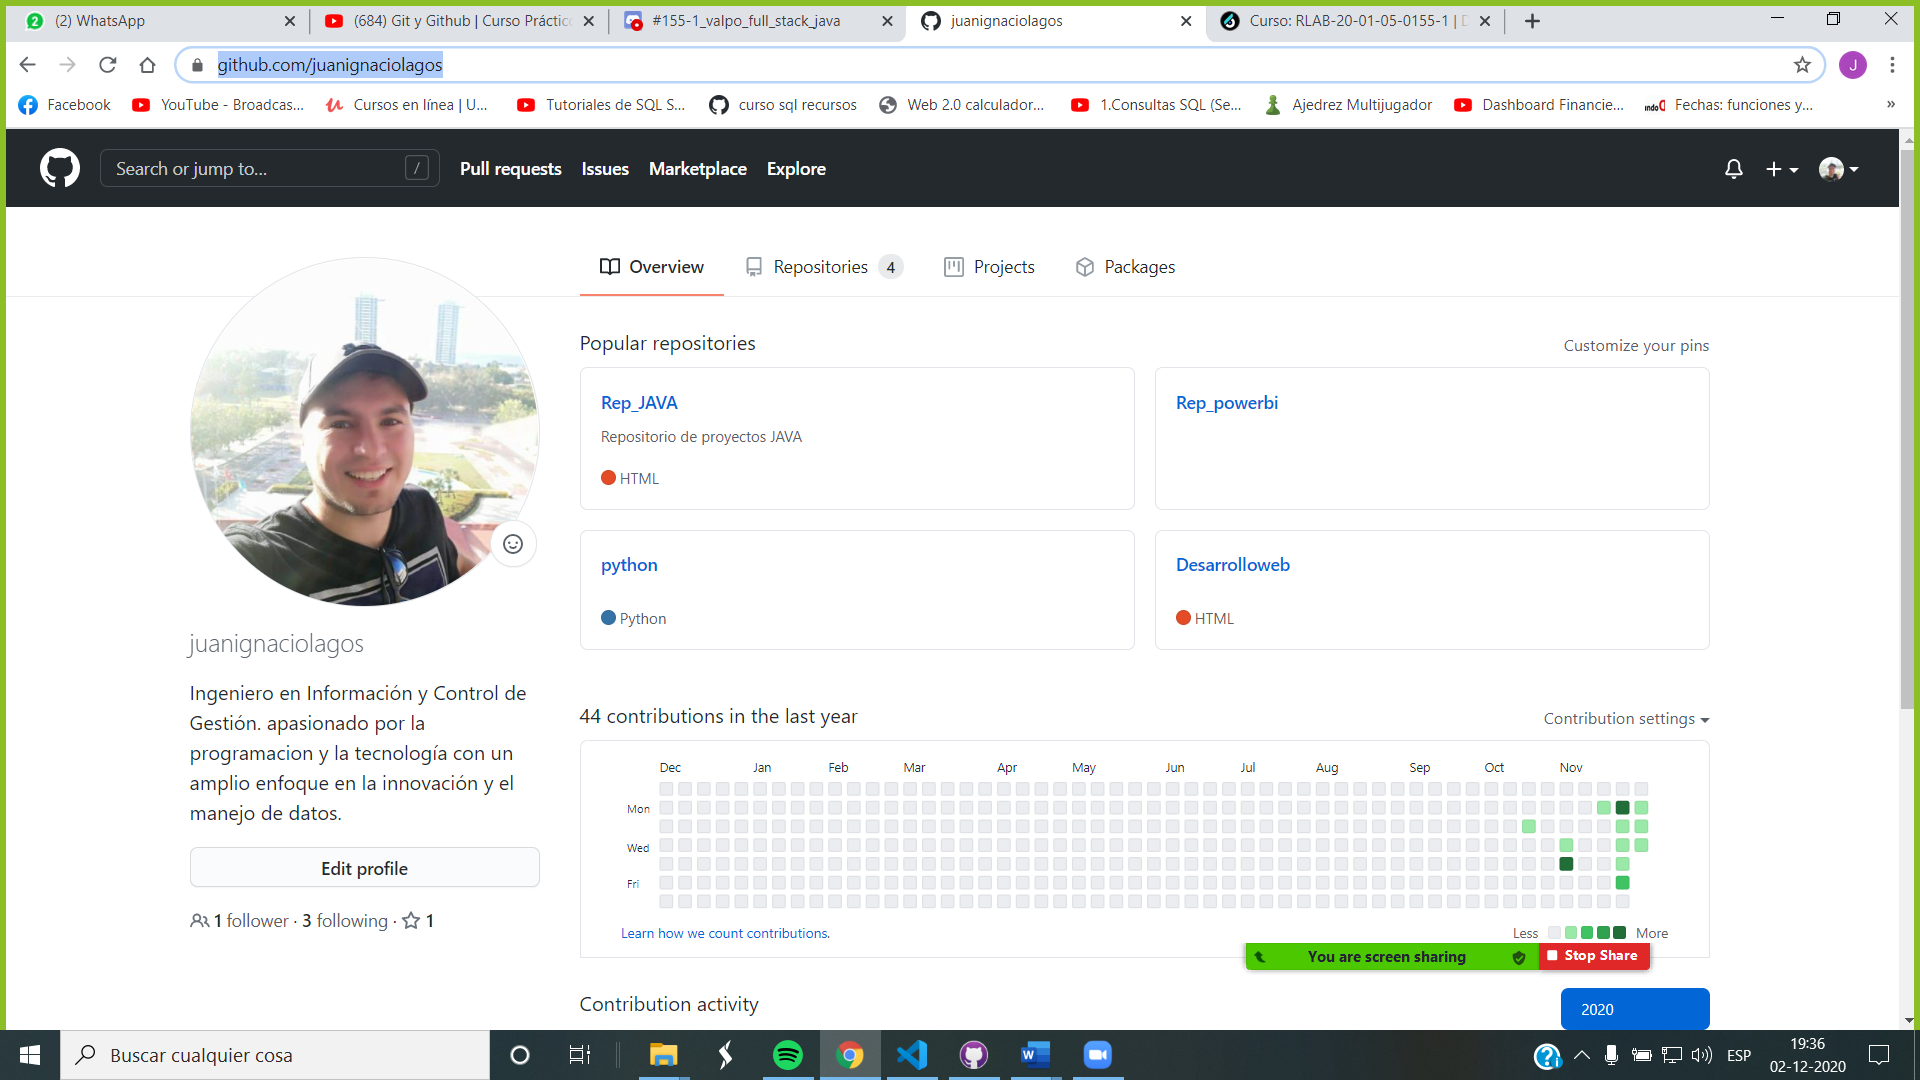 (2) WhatsApp
(684) Git y Github | Curso Práctic
#155-1_valpo_full_stack_java
juanignaciolagos
Curso: RLAB-20-01-05-0155-1 | D
github.com/juanignaciolagos
J
Facebook
YouTube - Broadcas...
Cursos en línea | U...
Tutoriales de SQL S...
curso sql recursos
Web 2.0 calculador...
1.Consultas SQL (Se...
Ajedrez Multijugador
Dashboard Financie...
Fechas: funciones y...
»
Search or jump to...
/
Pull requests
Issues
Marketplace
Explore
Overview
Repositories 4
Projects
Packages
Popular repositories
Customize your pins
Rep_JAVA
Repositorio de proyectos JAVA
HTML
Rep_powerbi
python
Python
Desarrolloweb
HTML
juanignaciolagos
Ingeniero en Información y Control de
Gestión. apasionado por la
programacion y la tecnología con un
amplio enfoque en la innovación y el
manejo de datos.
Edit profile
1 follower · 3 following · 1
44 contributions in the last year
Contribution settings
Dec Jan Feb Mar Apr May Jun Jul Aug Sep Oct Nov
Mon
Wed
Fri
Learn how we count contributions.
Less More
You are screen sharing
Stop Share
Contribution activity
2020
Buscar cualquier cosa
ESP
19:36
02-12-2020